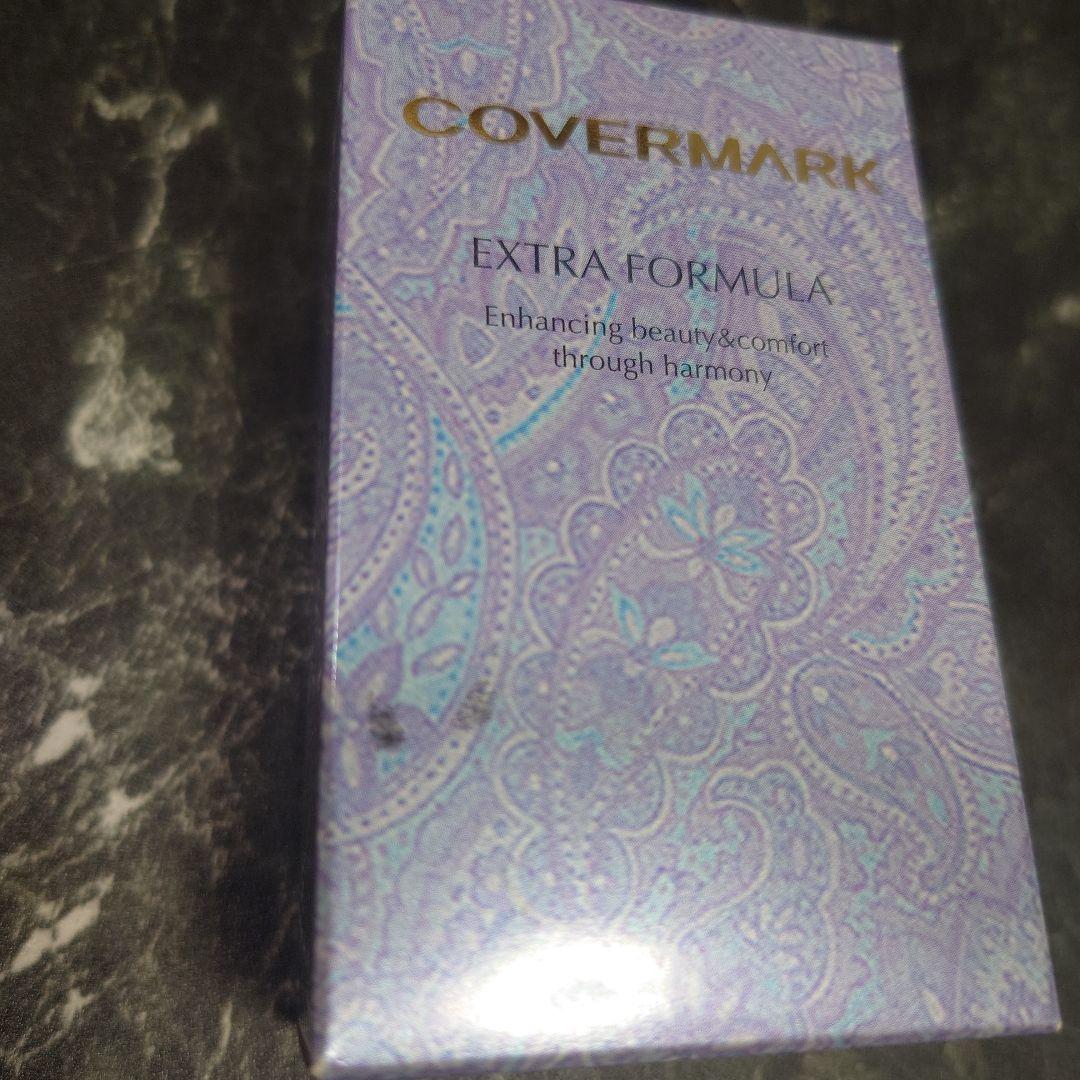 COVERMARK
EXTRA FORMULA
Enhancing beauty&comfort
through harmony